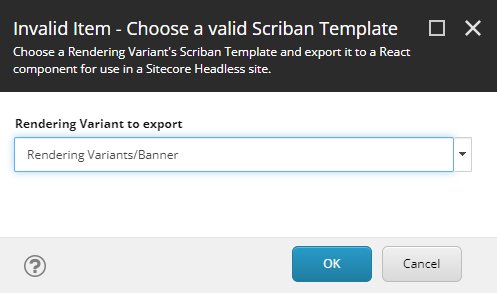 Invalid Item - Choose a valid Scriban Template
Choose a Rendering Variant's Scriban Template and export it to a React
component for use in a Sitecore Headless site.
Rendering Variant to export
Rendering Variants/Banner
?
OK
Cancel